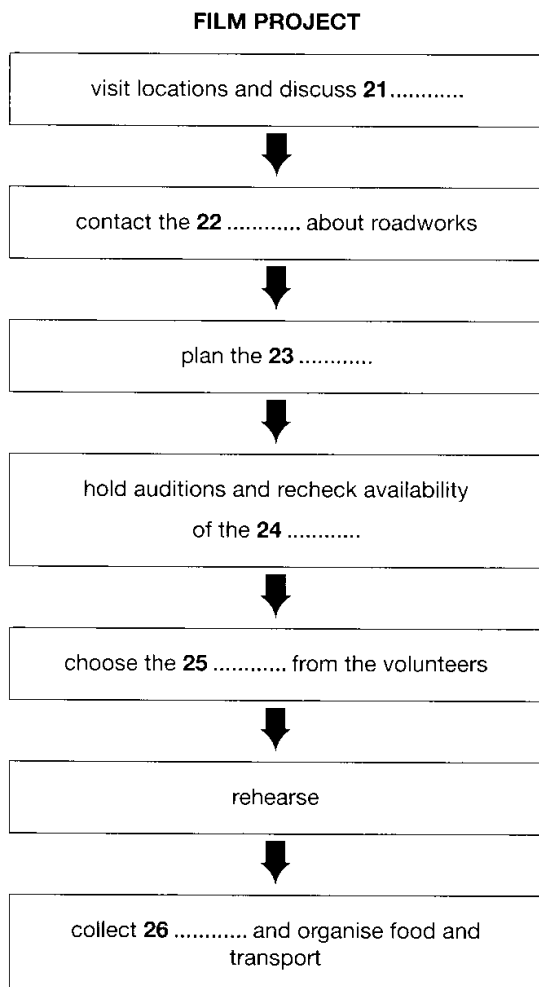 FILM PROJECT
visit locations and discuss 21............
contact the 22 ............ about roadworks
plan the 23 ............
hold auditions and recheck availability
of the 24 ............
choose the 25 ............ from the volunteers
rehearse
collect 26 ............ and organise food and
transport